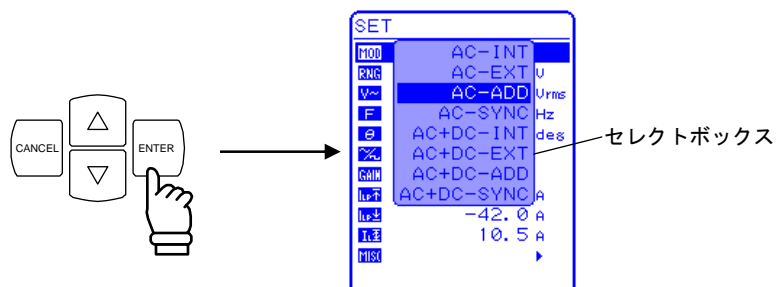 CANCEL
△
▽
ENTER
SET
MOD AC-INT
RNG AC-EXT V
V~ AC-ADD Vrms
F AC-SYNC Hz
θ AC+DC-INT deg
AC+DC-EXT
GAIN AC+DC-ADD
AC+DC-SYNC A
-42.0 A
10.5 A
MISC
セレクトボックス